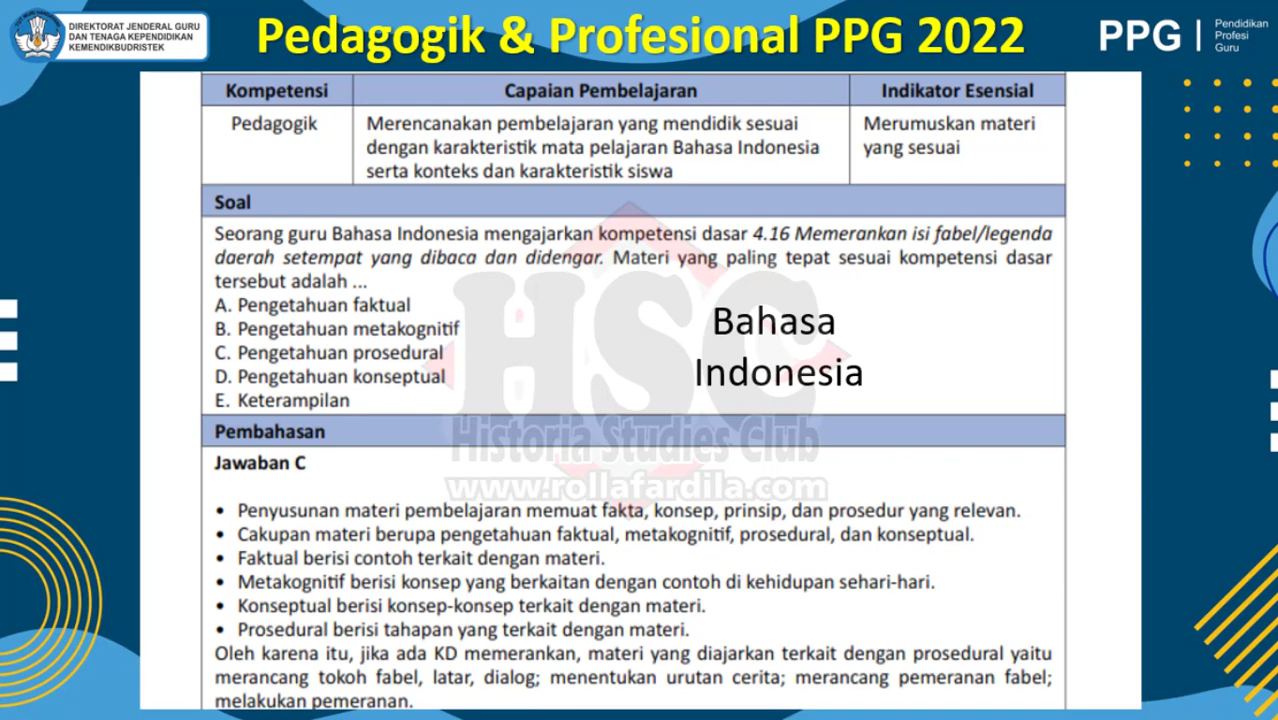 DIREKTORAT JENDERAL GURU
DAN TENAGA KEPENDIDIKAN
KEMENDIKBUDRISTEK
Pedagogik & Profesional PPG 2022
PPG
Pendidikan
Profesi
Guru
Kompetensi Capaian Pembelajaran Indikator Esensial
Pedagogik
Merencanakan pembelajaran yang mendidik sesuai
dengan karakteristik mata pelajaran Bahasa Indonesia
serta konteks dan karakteristik siswa
Merumuskan materi
yang sesuai
Soal
Seorang guru Bahasa Indonesia mengajarkan kompetensi dasar 4.16 Memerankan isi fabel/legenda
daerah setempat yang dibaca dan didengar. Materi yang paling tepat sesuai kompetensi dasar
tersebut adalah ...
A. Pengetahuan faktual
B. Pengetahuan metakognitif
C. Pengetahuan prosedural
D. Pengetahuan konseptual
E. Keterampilan
Bahasa
Indonesia
HSC
Historia Studies Club
www.rollafardila.com
Pembahasan
Jawaban C
• Penyusunan materi pembelajaran memuat fakta, konsep, prinsip, dan prosedur yang relevan.
• Cakupan materi berupa pengetahuan faktual, metakognitif, prosedural, dan konseptual.
• Faktual berisi contoh terkait dengan materi.
• Metakognitif berisi konsep yang berkaitan dengan contoh di kehidupan sehari-hari.
• Konseptual berisi konsep-konsep terkait dengan materi.
• Prosedural berisi tahapan yang terkait dengan materi.
Oleh karena itu, jika ada KD memerankan, materi yang diajarkan terkait dengan prosedural yaitu
merancang tokoh fabel, latar, dialog; menentukan urutan cerita; merancang pemeranan fabel;
melakukan pemeranan.